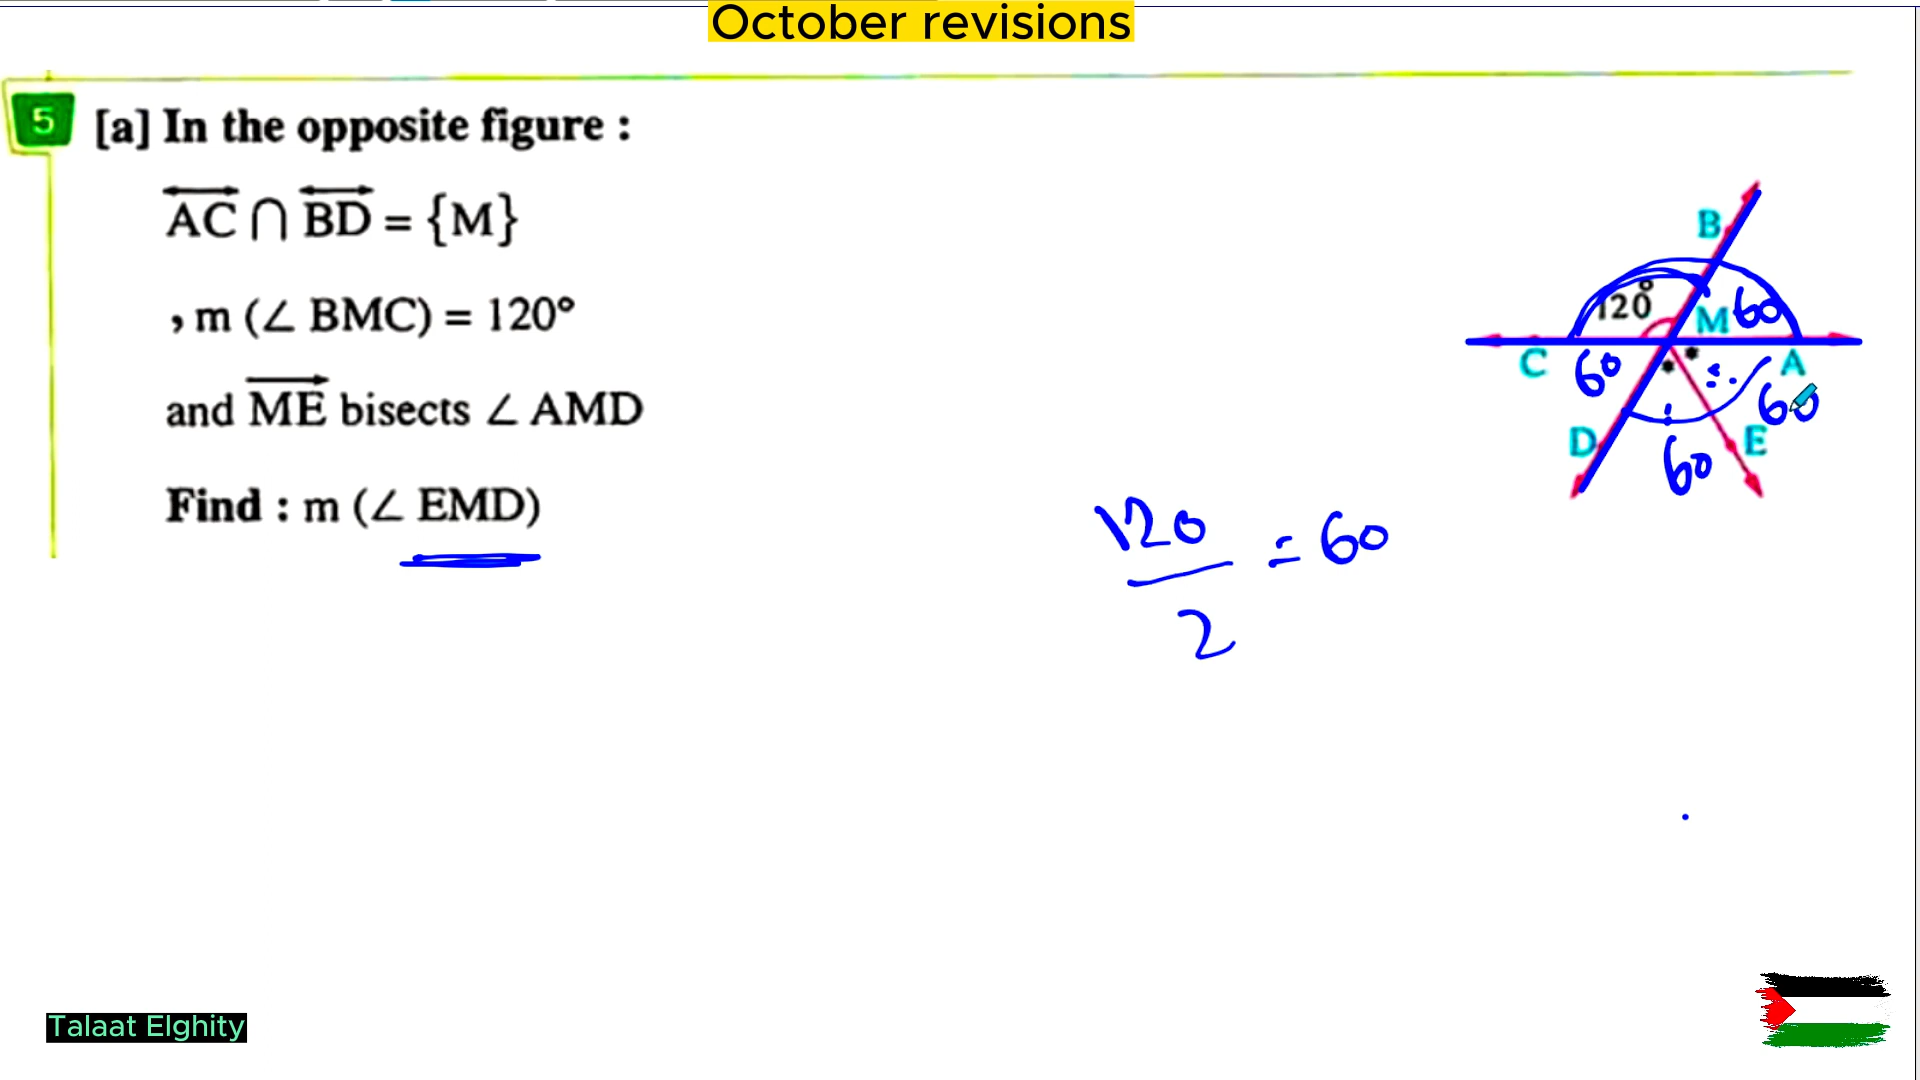 October revisions
5 [a] In the opposite figure :
AC ∩ BD = {M}
, m (∠ BMC) = 120°
and ME bisects ∠ AMD
Find : m (∠ EMD)
B
120° M 60
C 60 A
60
D E
60
120
2
= 60
Talaat Elghity